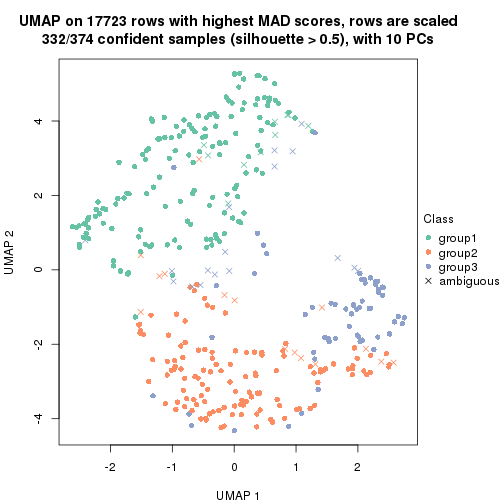 UMAP on 17723 rows with highest MAD scores, rows are scaled
332/374 confident samples (silhouette > 0.5), with 10 PCs
4
2
0
-2
-4
UMAP 2
-2
-1
0
1
2
UMAP 1
Class
group1
group2
group3
ambiguous